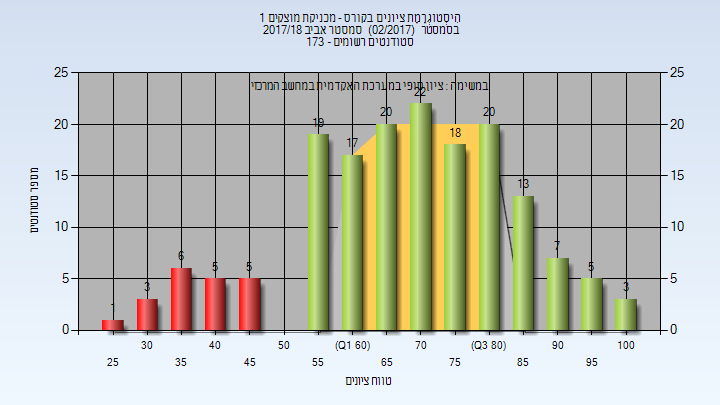 היסטוגרמת ציונים בקורס - מכניקת מוצקים 1
בסמסטר (02/2017) סמסטר אביב 2017/18
סטודנטים רשומים - 173
במשימה : ציון סופי במערכת האקדמית במחשב המרכזי
מספר סטודנטים
25 25
20 20
15 15
10 10
5 5
0 0
1 3 6 5 5 19 17 20 22 18 20 13 7 5 3
30 40 50 (Q1 60) 70 (Q3 80) 90 100
25 35 45 55 65 75 85 95
טווח ציונים